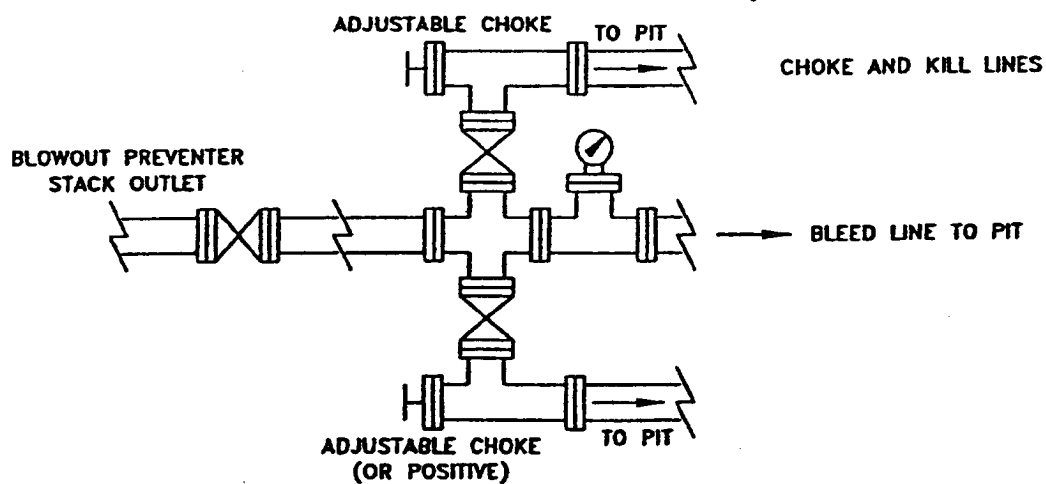 ADJUSTABLE CHOKE
TO PIT
CHOKE AND KILL LINES
BLOWOUT PREVENTER
STACK OUTLET
BLEED LINE TO PIT
ADJUSTABLE CHOKE
(OR POSITIVE)
TO PIT